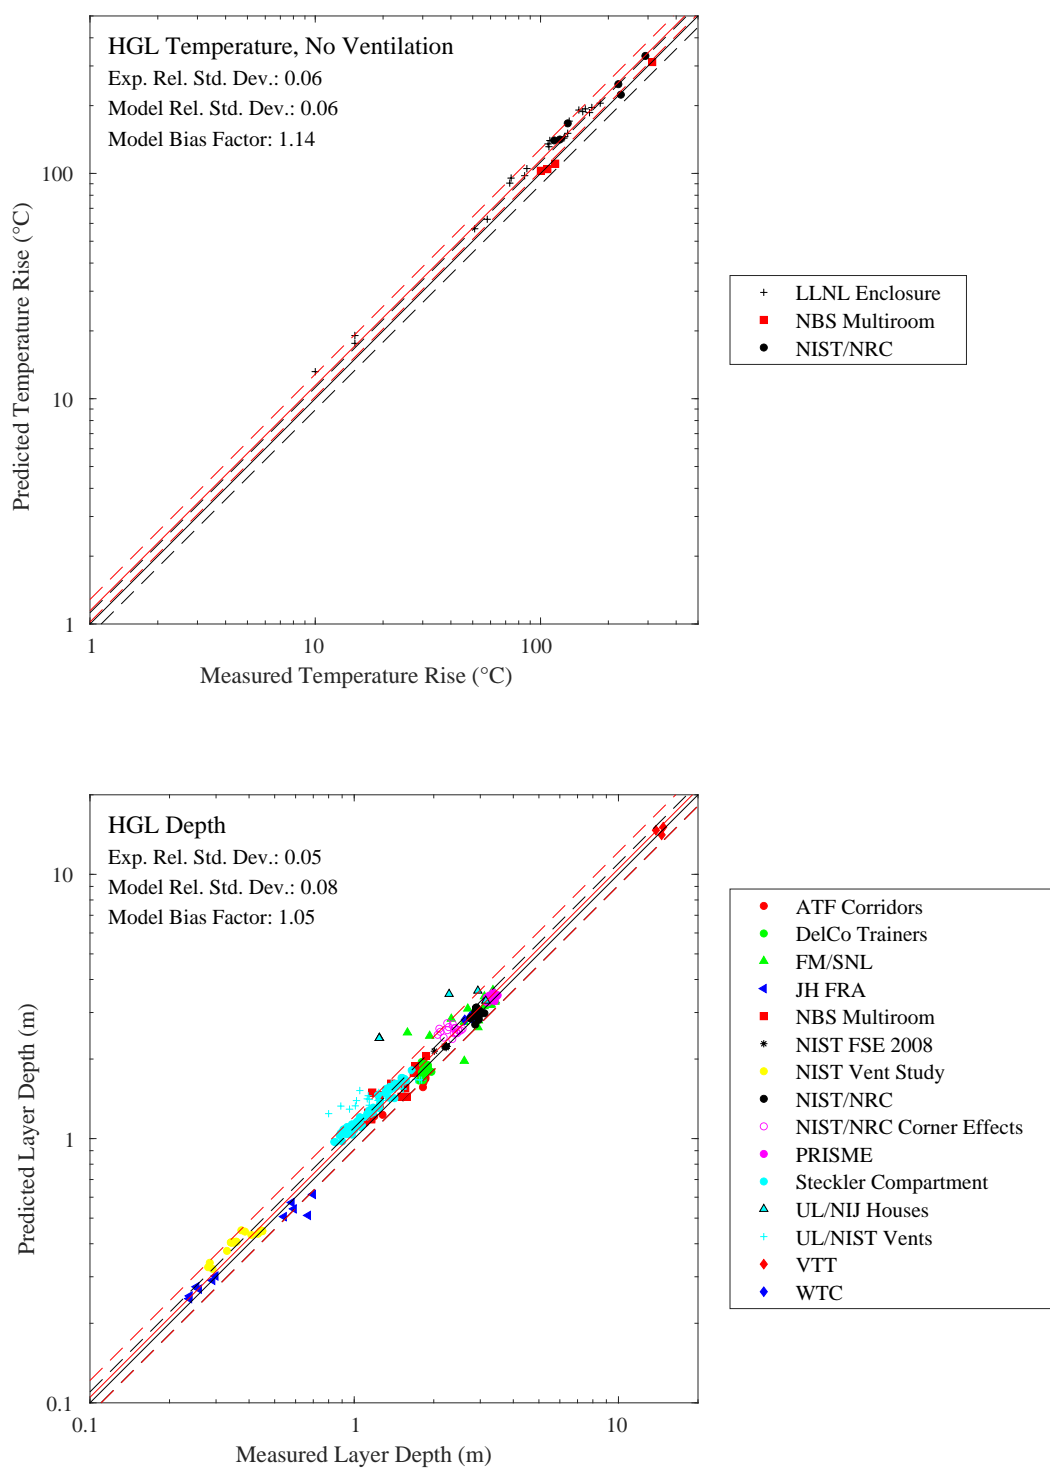 HGL Temperature, No Ventilation
Exp. Rel. Std. Dev.: 0.06
Model Rel. Std. Dev.: 0.06
Model Bias Factor: 1.14
100
10
1
Predicted Temperature Rise (°C)
1
10
100
Measured Temperature Rise (°C)
LLNL Enclosure
NBS Multiroom
NIST/NRC
HGL Depth
Exp. Rel. Std. Dev.: 0.05
Model Rel. Std. Dev.: 0.08
Model Bias Factor: 1.05
10
1
0.1
Predicted Layer Depth (m)
0.1
1
10
Measured Layer Depth (m)
ATF Corridors
DelCo Trainers
FM/SNL
JH FRA
NBS Multiroom
NIST FSE 2008
NIST Vent Study
NIST/NRC
NIST/NRC Corner Effects
PRISME
Steckler Compartment
UL/NIJ Houses
UL/NIST Vents
VTT
WTC